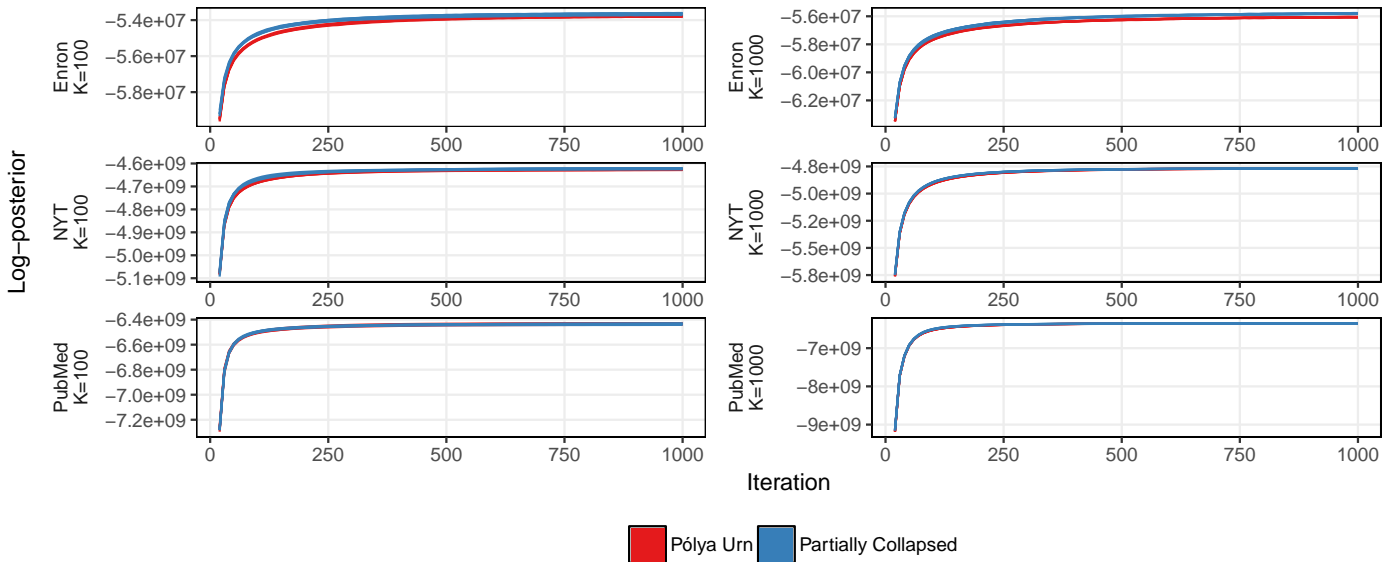 Log−posterior
Enron
K=100
−5.4e+07
−5.6e+07
−5.8e+07
0 250 500 750 1000
Enron
K=1000
−5.6e+07
−5.8e+07
−6.0e+07
−6.2e+07
0 250 500 750 1000
NYT
K=100
−4.6e+09
−4.7e+09
−4.8e+09
−4.9e+09
−5.0e+09
−5.1e+09
0 250 500 750 1000
NYT
K=1000
−4.8e+09
−5.0e+09
−5.2e+09
−5.5e+09
−5.8e+09
0 250 500 750 1000
PubMed
K=100
−6.4e+09
−6.6e+09
−6.8e+09
−7.0e+09
−7.2e+09
0 250 500 750 1000
PubMed
K=1000
−7e+09
−8e+09
−9e+09
0 250 500 750 1000
Iteration
Pólya Urn Partially Collapsed